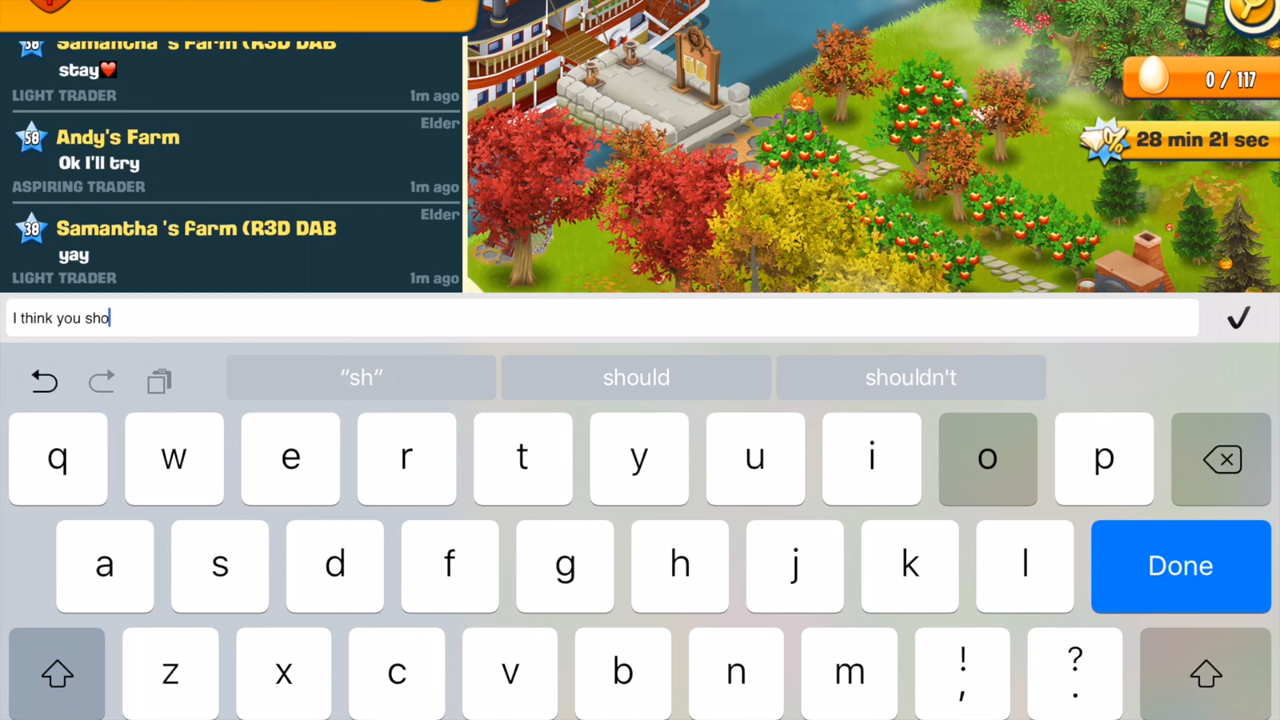 58
Samantha 's farm (R3D DAB
stay❤️
LIGHT TRADER
1m ago
Elder
58
Andy's Farm
Ok I'll try
ASPIRING TRADER
1m ago
Elder
38
Samantha 's farm (R3D DAB
yay
LIGHT TRADER
1m ago
0 / 117
%
28 min 21 sec
I think you sho
“sh”
should
shouldn't
q w e r t y u i o p
a s d f g h j k l Done
z x c v b n m ! , ? .